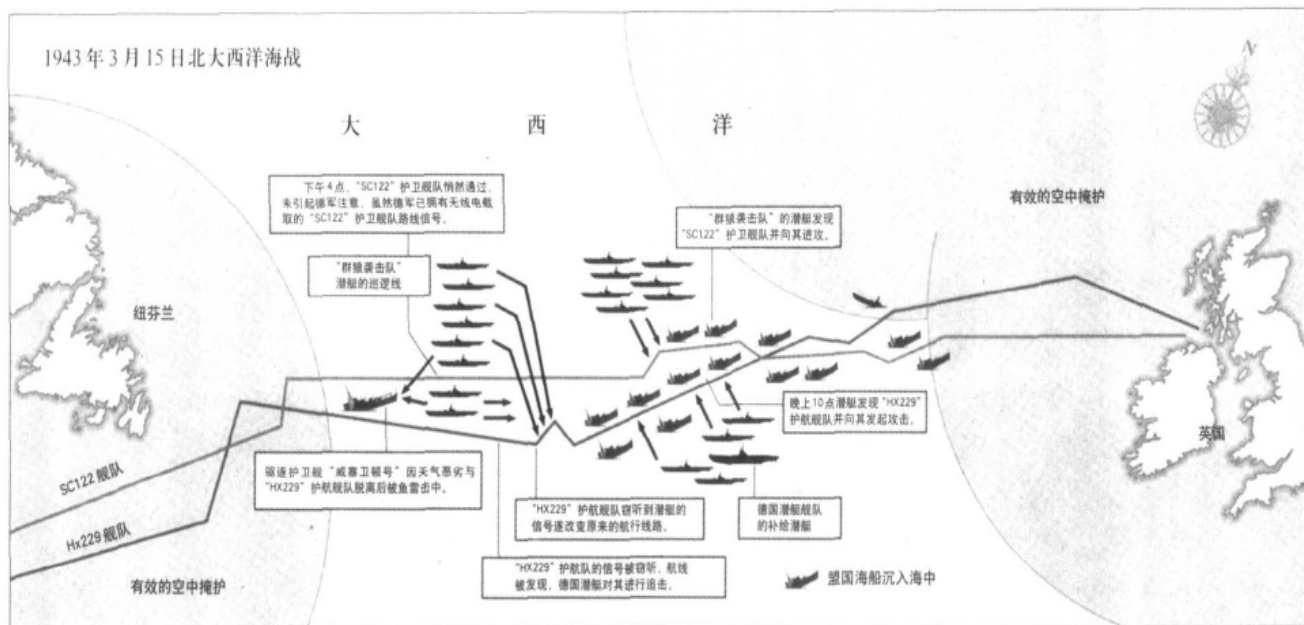 1943年3月15日北大西洋海战
大 西 洋
N
下午4点，“SC122”护卫舰队悄然通过，
未引起德军注意，虽然德军已拥有无线电截
取的“SC122”护卫舰队路线信号。
“群狼袭击队”
潜艇的巡逻线
“群狼袭击队”的潜艇发现
“SC122”护卫舰队并向其进攻。
有效的空中掩护
纽芬兰
晚上10点潜艇发现“HX229”
护航舰队并向其发起攻击。
英国
SC122 舰队
Hx229 舰队
驱逐护卫舰“威塞卫顿号”因天气恶劣与
“HX229”护航舰队脱离后被鱼雷击中。
“HX229”护航舰队窃听到潜艇的
信号遂改变原来的航行线路。
德国潜艇舰队
的补给潜艇
“HX229”护航队的信号被窃听，航线
被发现，德国潜艇对其进行追击。
有效的空中掩护
盟国海船沉入海中